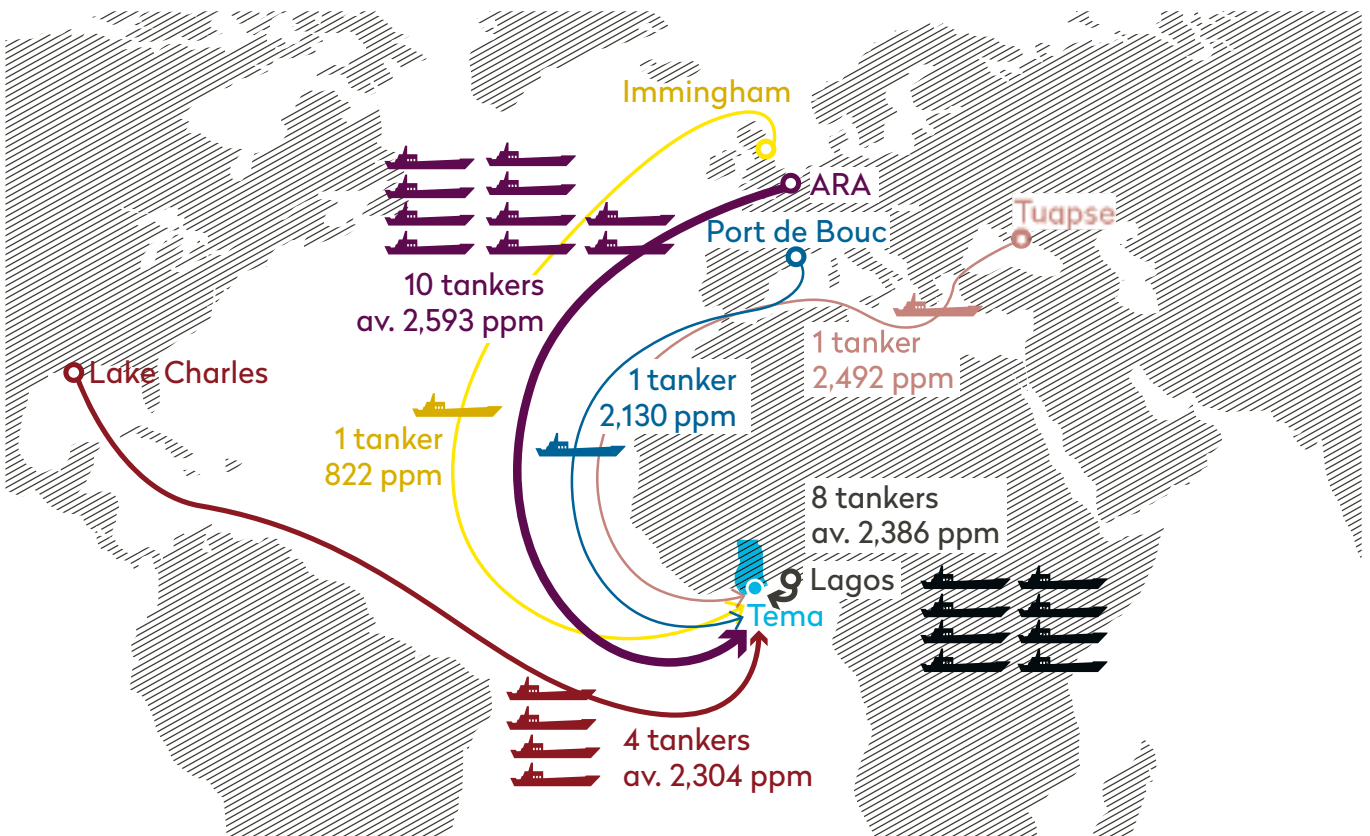 Immingham
ARA
Tuapse
Port de Bouc
10 tankers
av. 2,593 ppm
1 tanker
2,492 ppm
Lake Charles
1 tanker
2,130 ppm
1 tanker
822 ppm
8 tankers
av. 2,386 ppm
Lagos
Tema
4 tankers
av. 2,304 ppm